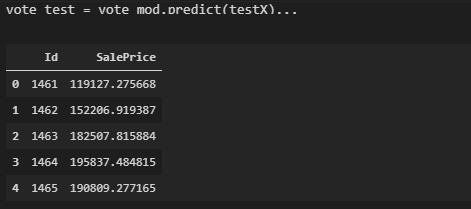 vote test = vote mod.predict(testX)...
Id SalePrice
0 1461 119127.275668
1 1462 152206.919387
2 1463 182507.815884
3 1464 195837.484815
4 1465 190809.277165